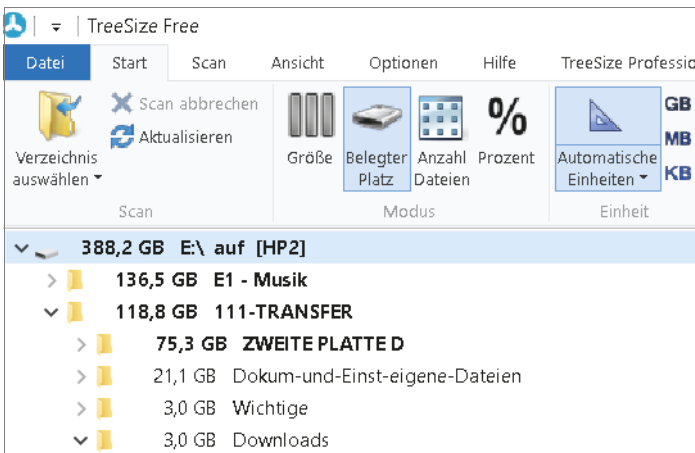 TreeSize Free
Datei Start Scan Ansicht Optionen Hilfe TreeSize Professio
Verzeichnis auswählen
Scan abbrechen
Aktualisieren
Größe
Belegter Platz
Anzahl Dateien
Prozent
Automatische Einheiten
GB
MB
KB
Scan Modus Einheit
388,2 GB E:\ auf [HP2]
136,5 GB E1 - Musik
118,8 GB 111-TRANSFER
75,3 GB ZWEITE PLATTE D
21,1 GB Dokum-und-Einst-eigene-Dateien
3,0 GB Wichtige
3,0 GB Downloads